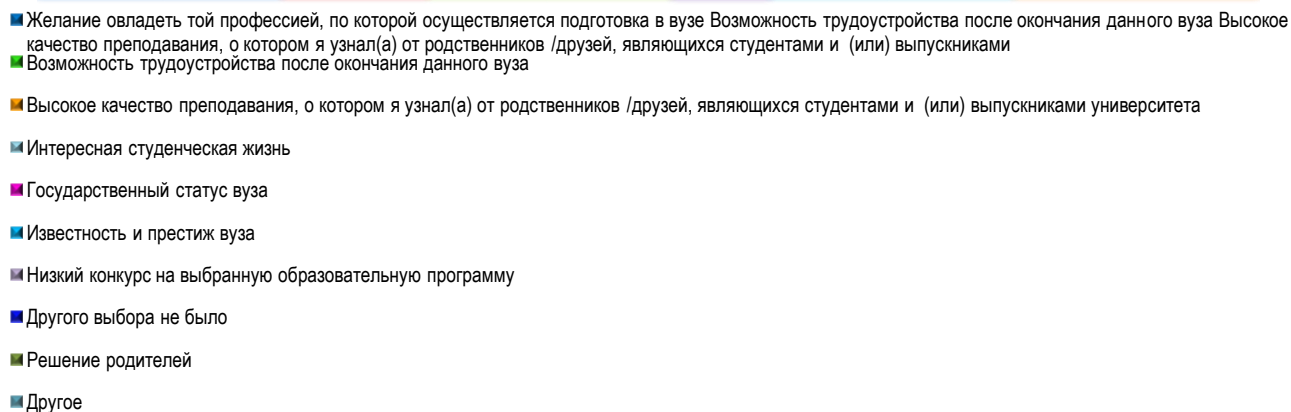 Желание овладеть той профессией, по которой осуществляется подготовка в вузе Возможность трудоустройства после окончания данного вуза Высокое
качество преподавания, о котором я узнал(а) от родственников /друзей, являющихся студентами и (или) выпускниками
Возможность трудоустройства после окончания данного вуза
Высокое качество преподавания, о котором я узнал(а) от родственников /друзей, являющихся студентами и (или) выпускниками университета
Интересная студенческая жизнь
Государственный статус вуза
Известность и престиж вуза
Низкий конкурс на выбранную образовательную программу
Другого выбора не было
Решение родителей
Другое